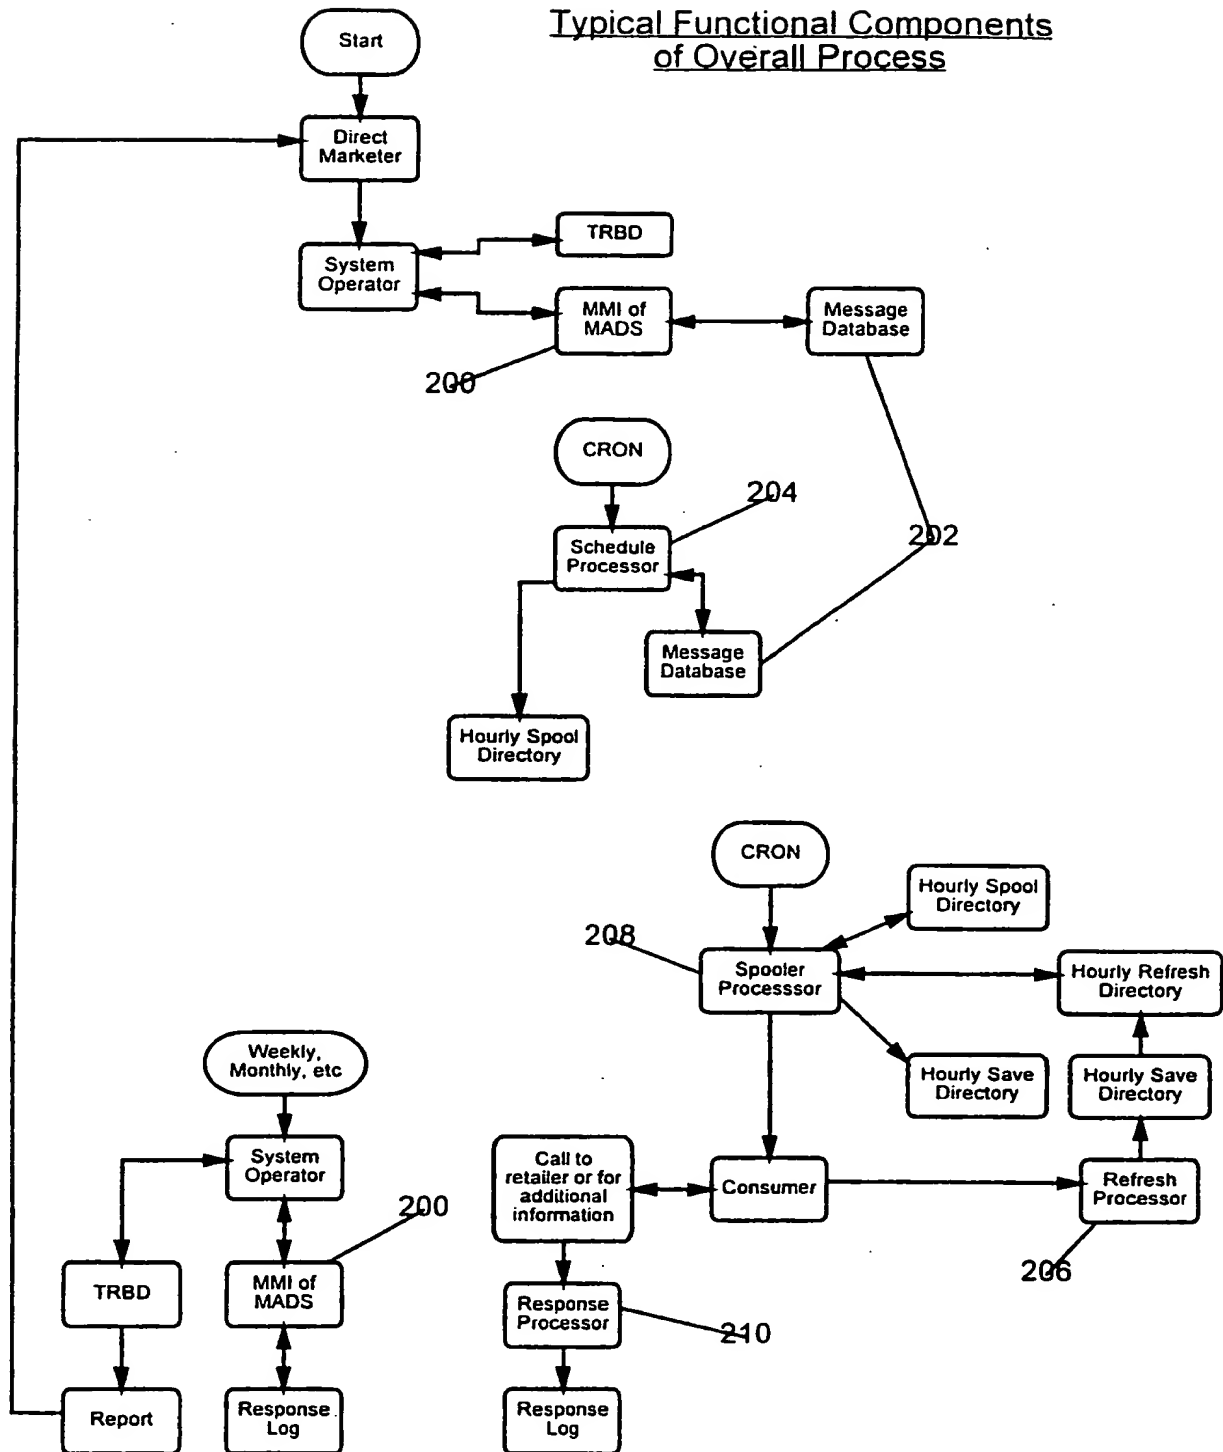 Typical Functional Components
of Overall Process
Start
Direct
Marketer
System
Operator
TRBD
MMI of
MADS
Message
Database
200
CRON
204
202
Schedule
Processor
Message
Database
Hourly Spool
Directory
CRON
Hourly Spool
Directory
208
Spooler
Processsor
Hourly Refresh
Directory
Weekly,
Monthly, etc
Hourly Save
Directory
Hourly Save
Directory
System
Operator
Call to
retailer or for
additional
information
Consumer
Refresh
Processor
200
206
TRBD
MMI of
MADS
Response
Processor
210
Report
Response
Log
Response
Log